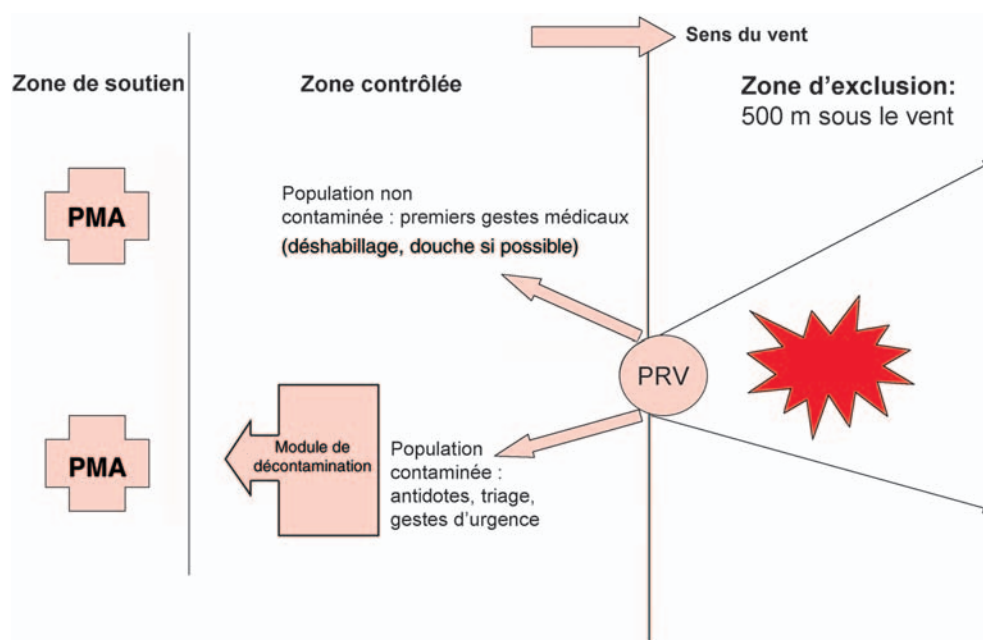 Sens du vent
Zone de soutien
Zone contrôlée
Zone d'exclusion:
500 m sous le vent
PMA
Population non
contaminée : premiers gestes médicaux
(déshabillage, douche si possible)
PRV
PMA
Module de
décontamination
Population
contaminée :
antidotes, triage,
gestes d'urgence